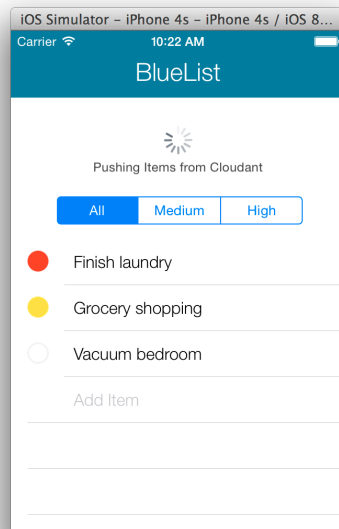 iOS Simulator – iPhone 4s – iPhone 4s / iOS 8...
Carrier 10:22 AM
BlueList
Pushing Items from Cloudant
All Medium High
Finish laundry
Grocery shopping
Vacuum bedroom
Add Item